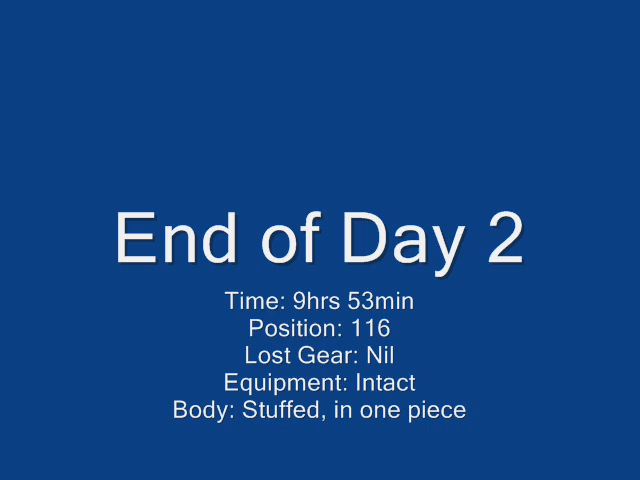 End of Day 2
Time: 9hrs 53min
Position: 116
Lost Gear: Nil
Equipment: Intact
Body: Stuffed, in one piece